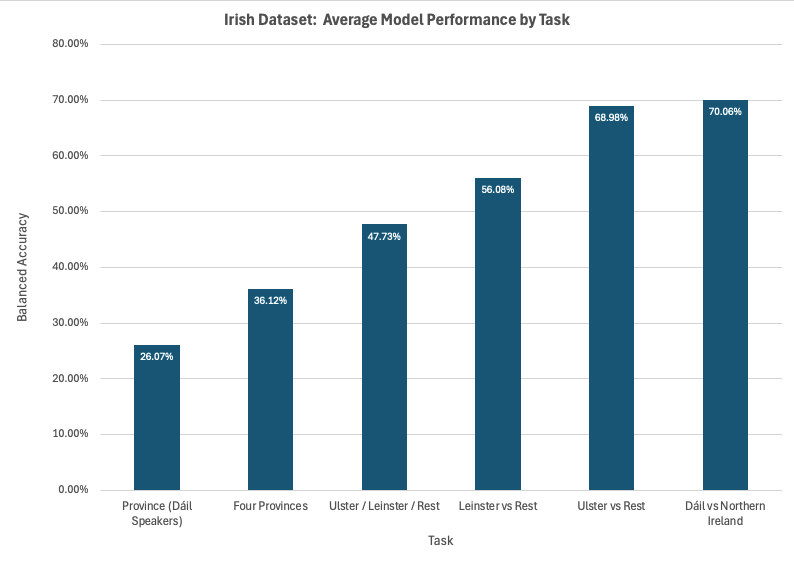 Irish Dataset:  Average Model Performance by Task
80.00%
70.00%
60.00%
50.00%
40.00%
30.00%
20.00%
10.00%
0.00%
Balanced Accuracy
26.07%
36.12%
47.73%
56.08%
68.98%
70.06%
Province (Dáil
Speakers)
Four Provinces
Ulster / Leinster / Rest
Leinster vs Rest
Ulster vs Rest
Dáil vs Northern
Ireland
Task